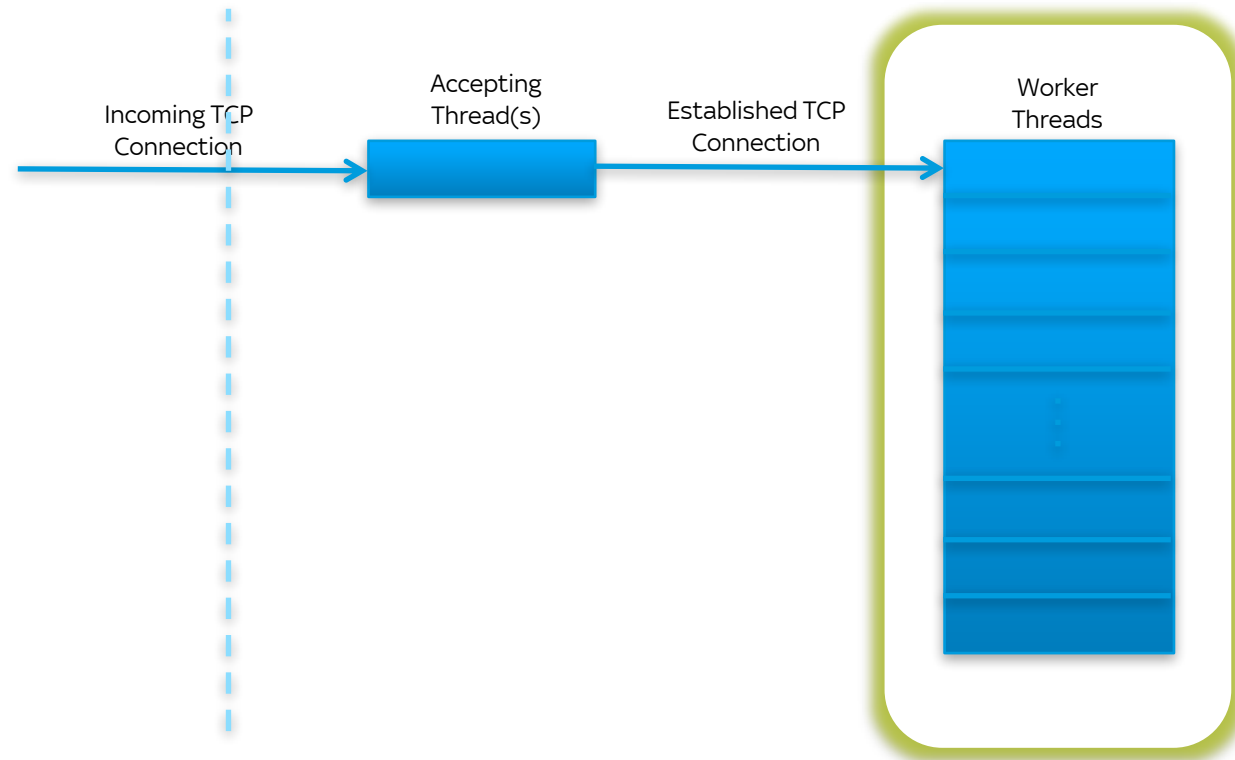 Incoming TCP
Connection
Accepting
Thread(s)
Established TCP
Connection
Worker
Threads